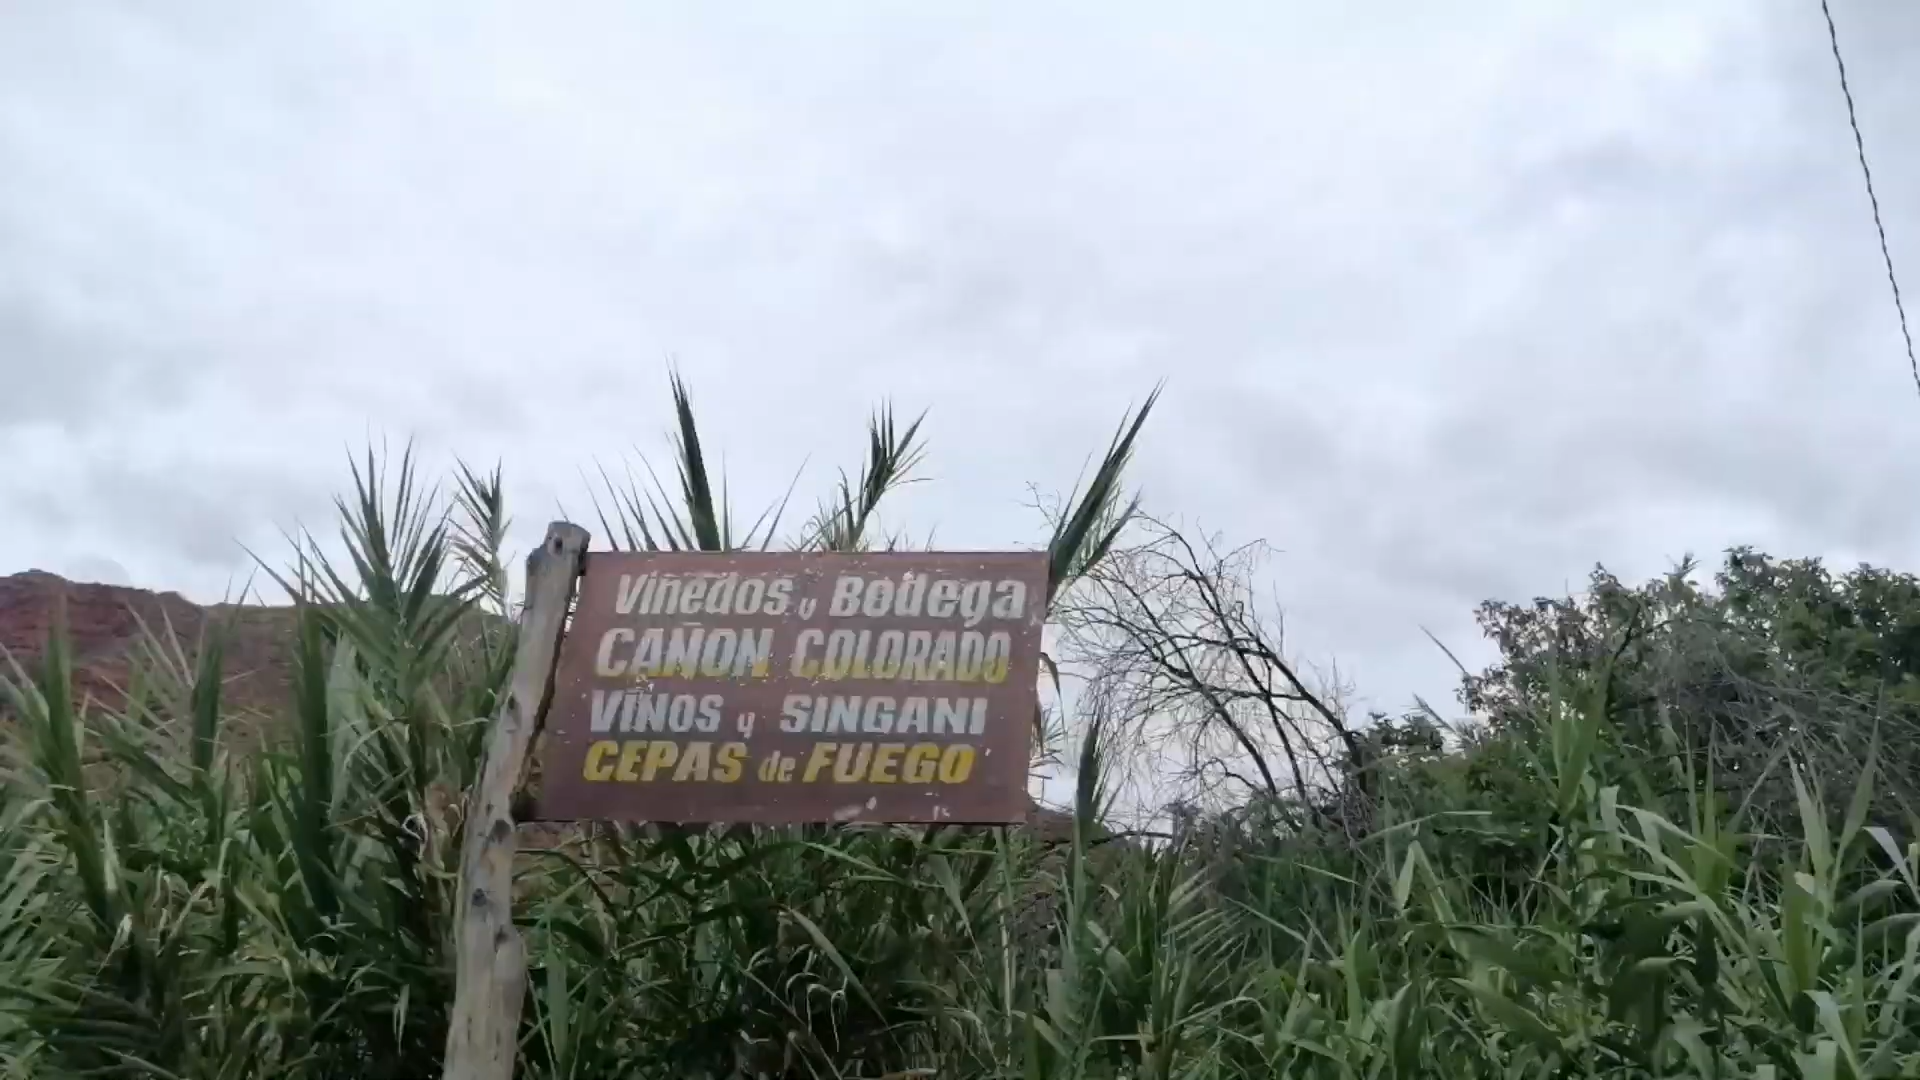 Viñedos y Bodega
CAÑON COLORADO
VINOS y SINGANI
CEPAS de FUEGO